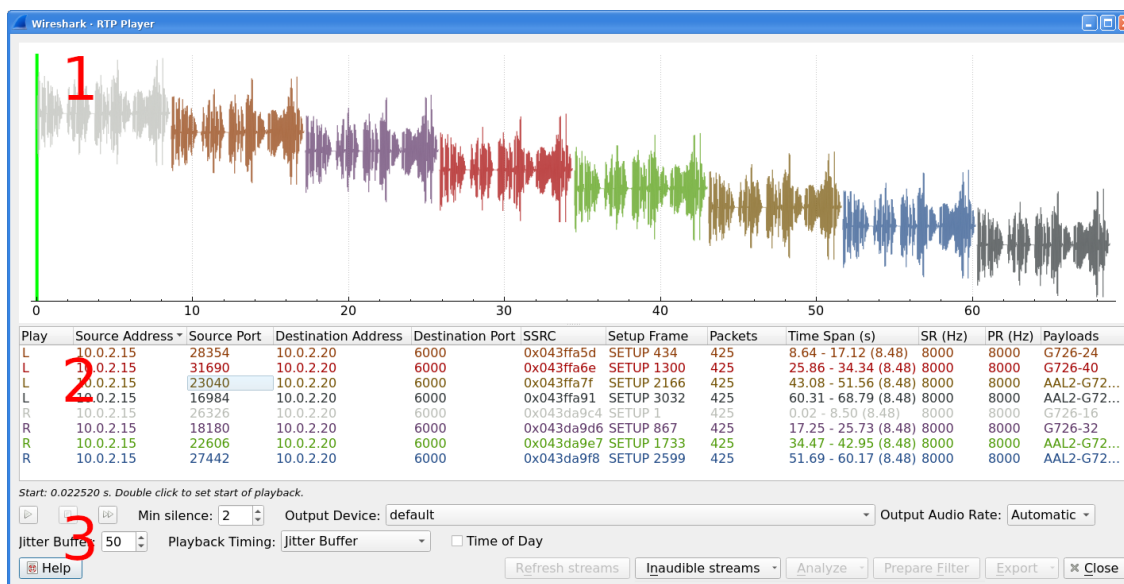 Wireshark - RTP Player
1
0 10 20 30 40 50 60
Play Source Address Source Port Destination Address Destination Port SSRC Setup Frame Packets Time Span (s) SR (Hz) PR (Hz) Payloads
L 10.0.2.15 28354 10.0.2.20 6000 0x043ffa5d SETUP 434 425 8.64 - 17.12 (8.48) 8000 8000 G726-24
L 10.0.2.15 31690 10.0.2.20 6000 0x043ffa6e SETUP 1300 425 25.86 - 34.34 (8.48) 8000 8000 G726-40
L 10.0.2.15 23040 10.0.2.20 6000 0x043ffa7f SETUP 2166 425 43.08 - 51.56 (8.48) 8000 8000 AAL2-G72...
L 10.0.2.15 16984 10.0.2.20 6000 0x043ffa91 SETUP 3032 425 60.31 - 68.79 (8.48) 8000 8000 AAL2-G72...
R 10.0.2.15 26326 10.0.2.20 6000 0x043da9c4 SETUP 1 425 0.02 - 8.50 (8.48) 8000 8000 G726-16
R 10.0.2.15 18180 10.0.2.20 6000 0x043da9d6 SETUP 867 425 17.25 - 25.73 (8.48) 8000 8000 G726-32
R 10.0.2.15 22606 10.0.2.20 6000 0x043da9e7 SETUP 1733 425 34.47 - 42.95 (8.48) 8000 8000 AAL2-G72...
R 10.0.2.15 27442 10.0.2.20 6000 0x043da9f8 SETUP 2599 425 51.69 - 60.17 (8.48) 8000 8000 AAL2-G72...
2
Start: 0.022520 s. Double click to set start of playback.
Min silence: 2 Output Device: default Output Audio Rate: Automatic
3
Jitter Buffer: 50 Playback Timing: Jitter Buffer Time of Day
Help Refresh streams Inaudible streams Analyze Prepare Filter Export Close